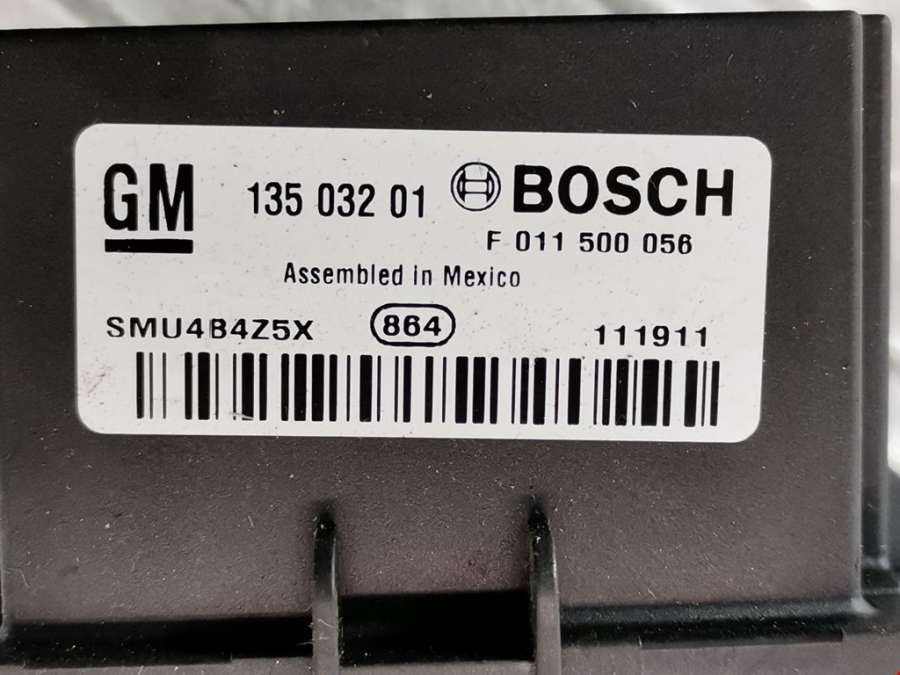 GM 135 032 01 BOSCH
F 011 500 056
Assembled in Mexico
SMU4B4Z5X 864 111911